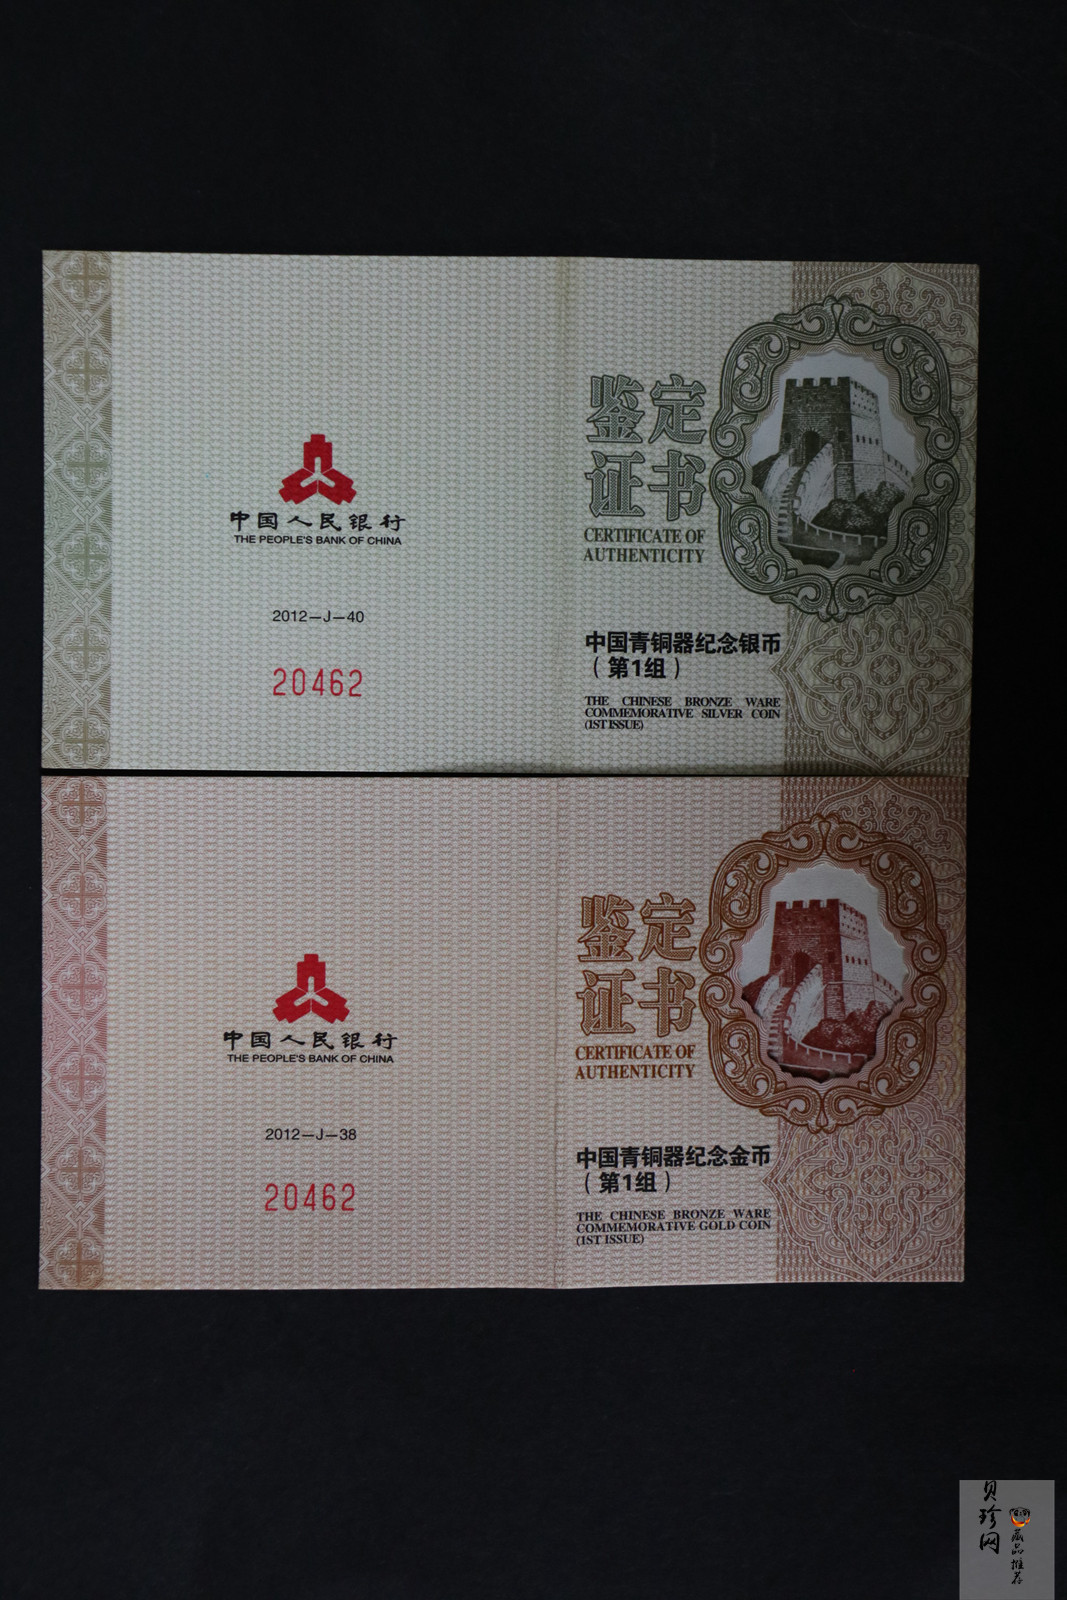 中国人民银行
THE PEOPLE'S BANK OF CHINA
2012—J—40
20462
鉴定
证书
CERTIFICATE OF
AUTHENTICITY
中国青铜器纪念银币
（第1组）
THE CHINESE BRONZE WARE
COMMEMORATIVE SILVER COIN
(1ST ISSUE)
中国人民银行
THE PEOPLE'S BANK OF CHINA
2012—J—38
20462
鉴定
证书
CERTIFICATE OF
AUTHENTICITY
中国青铜器纪念金币
（第1组）
THE CHINESE BRONZE WARE
COMMEMORATIVE GOLD COIN
(1ST ISSUE)
贝珍网
藏品推荐